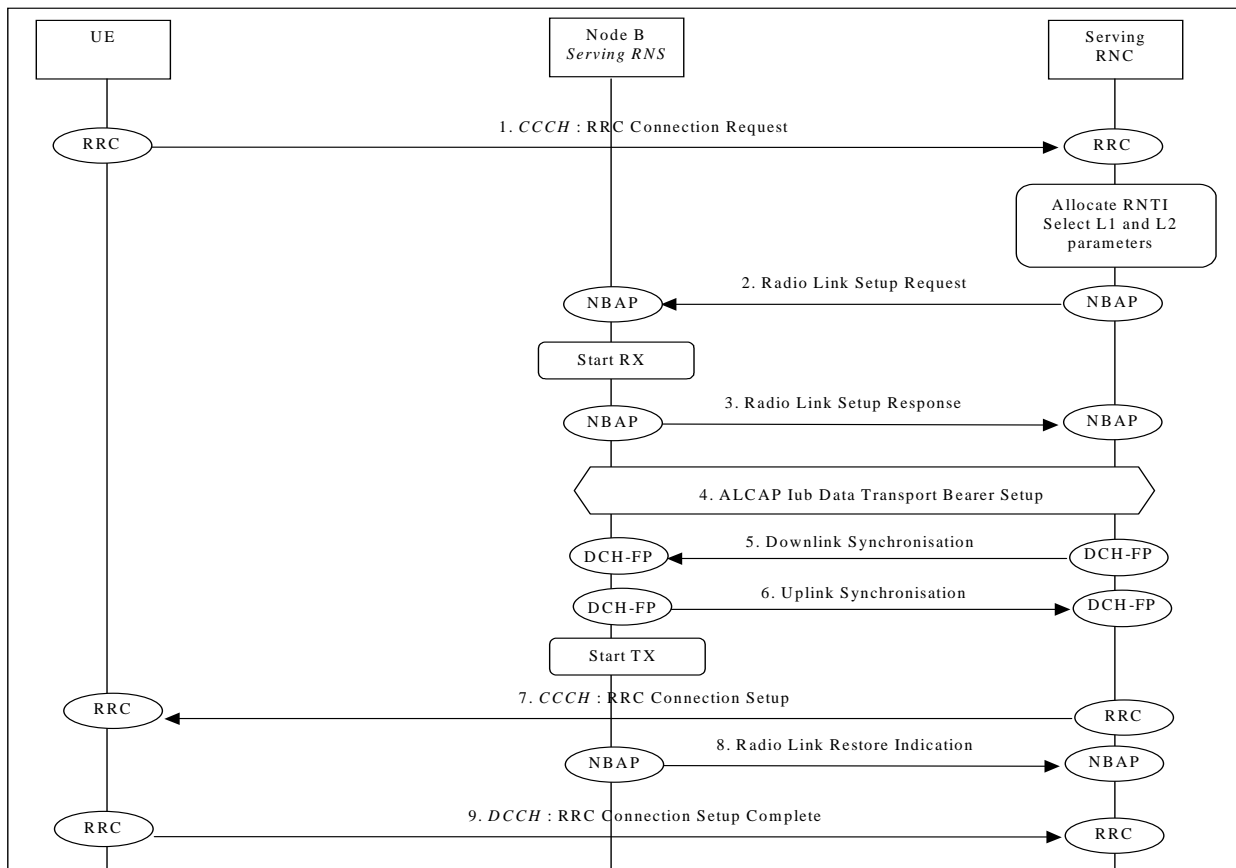 UE
Node B
Serving RNS
Serving
RNC
1. CCCH : RRC Connection Request
RRC
RRC
Allocate RNTI
Select L1 and L2
parameters
2. Radio Link Setup Request
NBAP
NBAP
Start RX
3. Radio Link Setup Response
NBAP
NBAP
4. ALCAP Iub Data Transport Bearer Setup
5. Downlink Synchronisation
DCH-FP
DCH-FP
6. Uplink Synchronisation
DCH-FP
DCH-FP
Start TX
7. CCCH : RRC Connection Setup
RRC
RRC
8. Radio Link Restore Indication
NBAP
NBAP
9. DCCH : RRC Connection Setup Complete
RRC
RRC